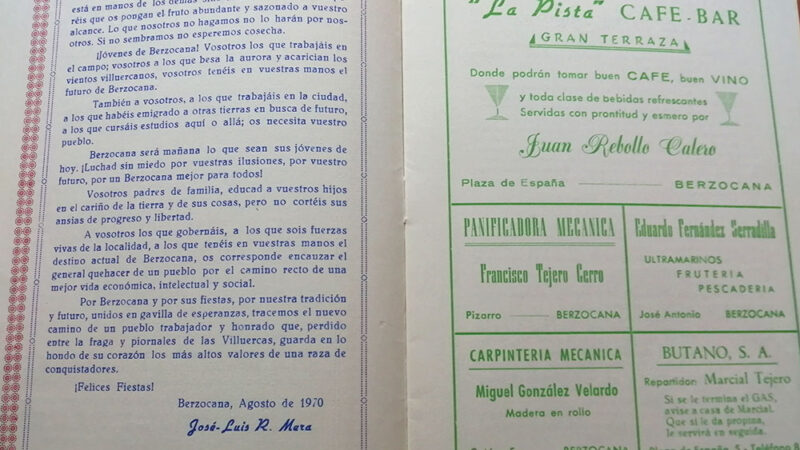 está en manos de los demás
réis que os pongan el fruto abundante y sazonado a vuestro
alcance. Lo que nosotros no hagamos no lo harán por nos-
otros. Si no sembramos no esperemos cosecha.
¡Jóvenes de Berzocana! Vosotros los que trabajáis en
el campo; vosotros a los que besa la aurora y acarician los
vientos villuercanos, vosotros tenéis en vuestras manos el
futuro de Berzocana.
También a vosotros, a los que trabajáis en la ciudad,
a los que habéis emigrado a otras tierras en busca de futuro,
a los que cursáis estudios aquí o allá; os necesita vuestro
pueblo.
Berzocana será mañana lo que sean sus jóvenes de
hoy. ¡Luchad sin miedo por vuestras ilusiones, por vuestro
futuro, por un Berzocana mejor para todos!
Vosotros padres de familia, educad a vuestros hijos
en el cariño de la tierra y de sus cosas, pero no cortéis sus
ansias de progreso y libertad.
A vosotros los que gobernáis, a los que sois fuerzas
vivas de la localidad, a los que tenéis en vuestras manos el
destino actual de Berzocana, os corresponde encauzar el
general quehacer de un pueblo por el camino recto de una
mejor vida económica, intelectual y social.
Por Berzocana y por sus fiestas, por nuestra tradición
y futuro, unidos en gavilla de esperanzas, tracemos el nuevo
camino de un pueblo trabajador y honrado que, perdido
entre la fraga y piornales de las Villuercas, guarda en lo
hondo de su corazón los más altos valores de una raza de
conquistadores.
¡Felices Fiestas!
Berzocana, Agosto de 1970
José-Luis R. Mera
"La Pista" CAFE-BAR
GRAN TERRAZA
Donde podrán tomar buen CAFE, buen VINO
y toda clase de bebidas refrescantes
Servidas con prontitud y esmero por
Juan Rebollo Calero
Plaza de España BERZOCANA
PANIFICADORA MECANICA
Francisco Tejero Cerro
Pizarro BERZOCANA
Eduardo Fernández Serradilla
ULTRAMARINOS
FRUTERIA
PESCADERIA
José Antonio BERZOCANA
CARPINTERIA MECANICA
Miguel González Velardo
Madera en rollo
BERZOCANA
BUTANO, S. A.
Repartidor: Marcial Tejero
Si se le termina el GAS,
avise a casa de Marcial.
Que si le da propina,
le servirá en seguida.
Plaza de España, 5 - Teléfono 8